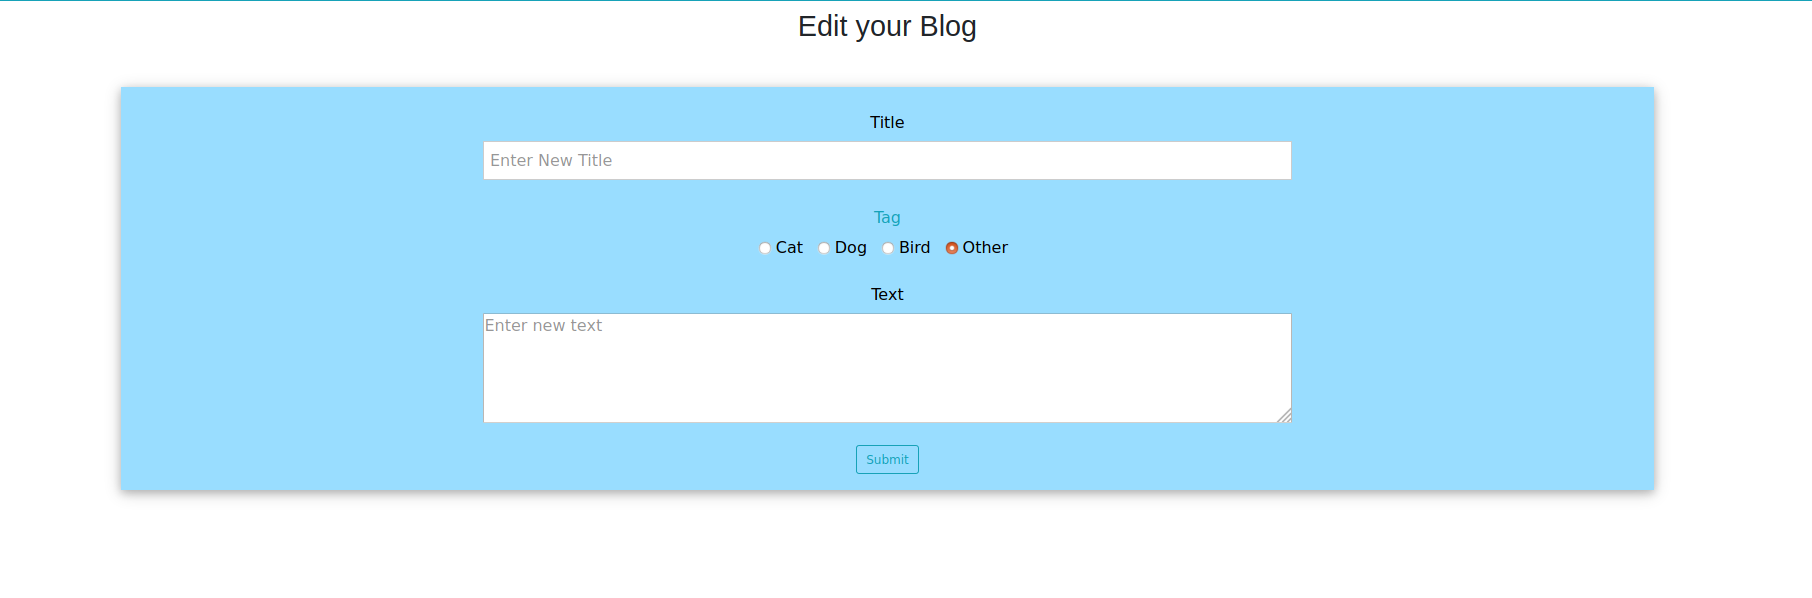 Edit your Blog
Title
Enter New Title
Tag
Cat Dog Bird Other
Text
Enter new text
Submit